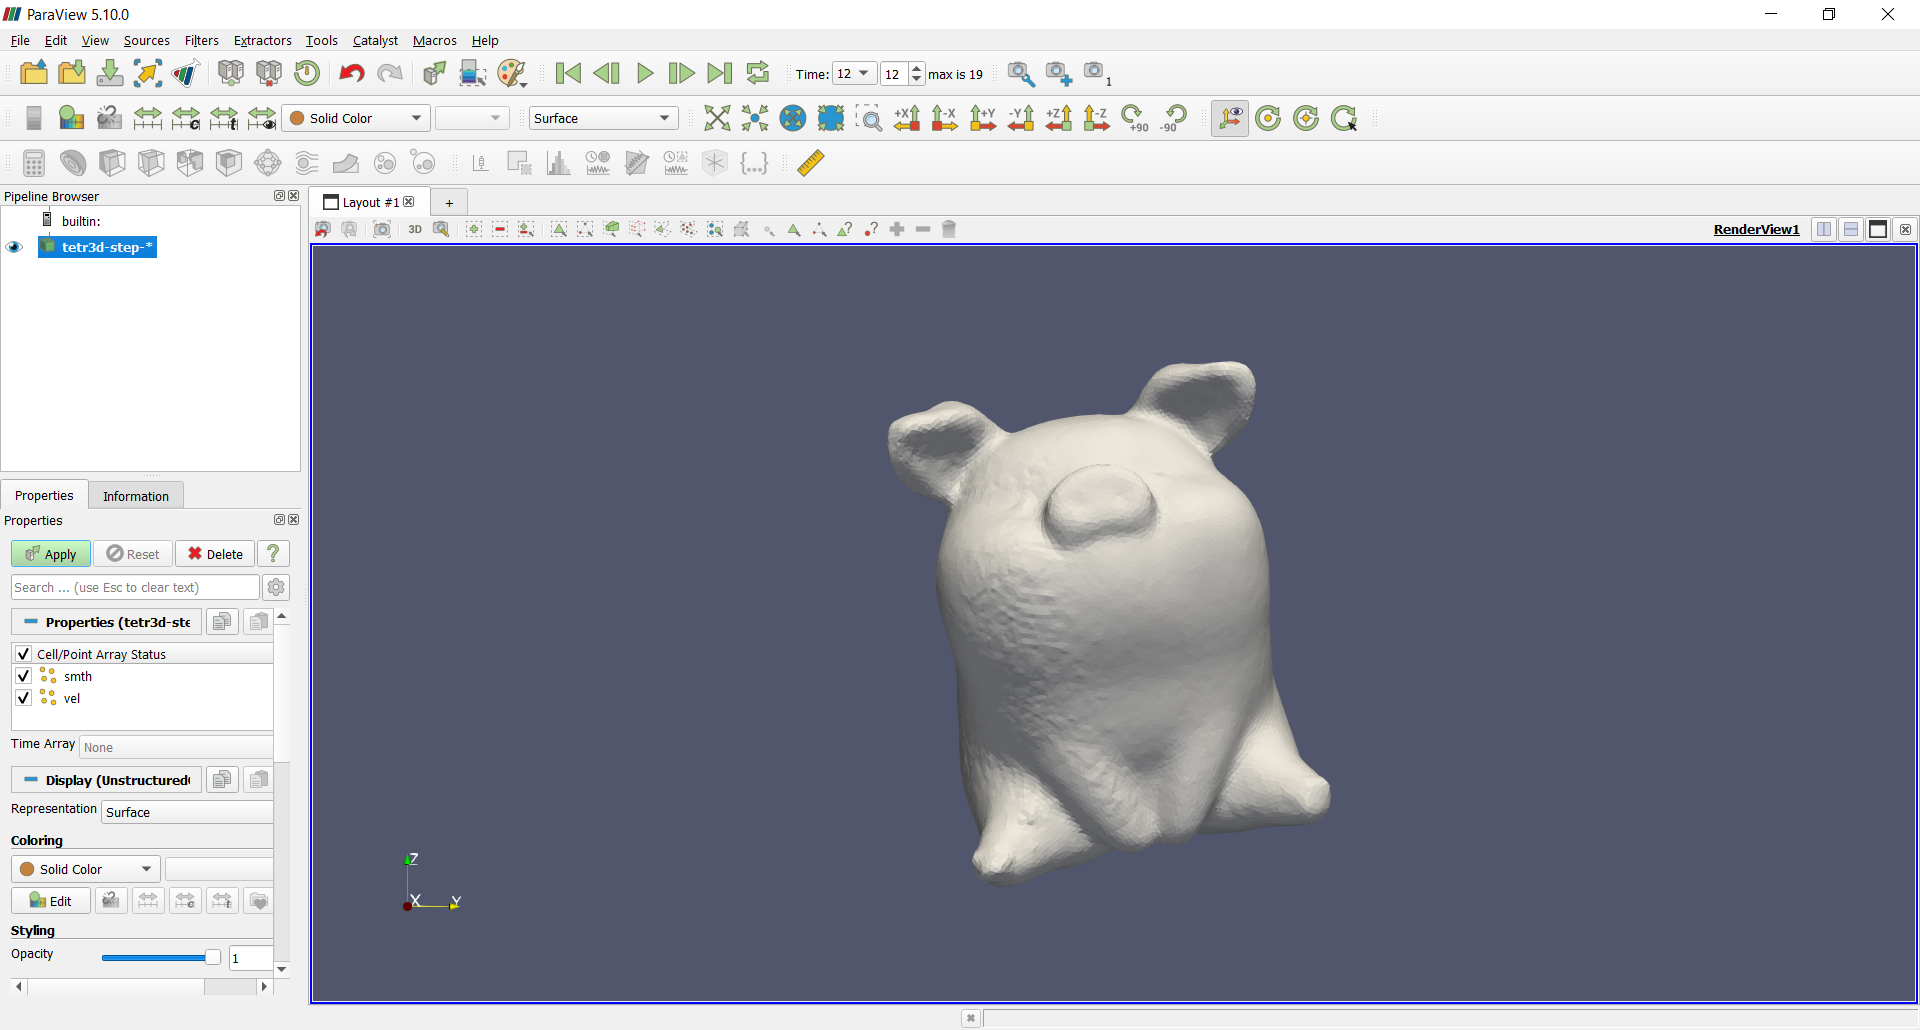 ParaView 5.10.0
File Edit View Sources Filters Extractors Tools Catalyst Macros Help
Time: 12 12 max is 19 1
Solid Color Surface +X -X +Y -Y +Z -Z +90 -90
Pipeline Browser
builtin:
tetr3d-step-*
Layout #1 +
3D
RenderView1
Properties Information
Properties
Apply Reset Delete ?
Search ... (use Esc to clear text)
Properties (tetr3d-ste
Cell/Point Array Status
smth
vel
Time Array None
Display (Unstructured
Representation Surface
Coloring
Solid Color
Edit
Styling
Opacity 1
Z
X Y